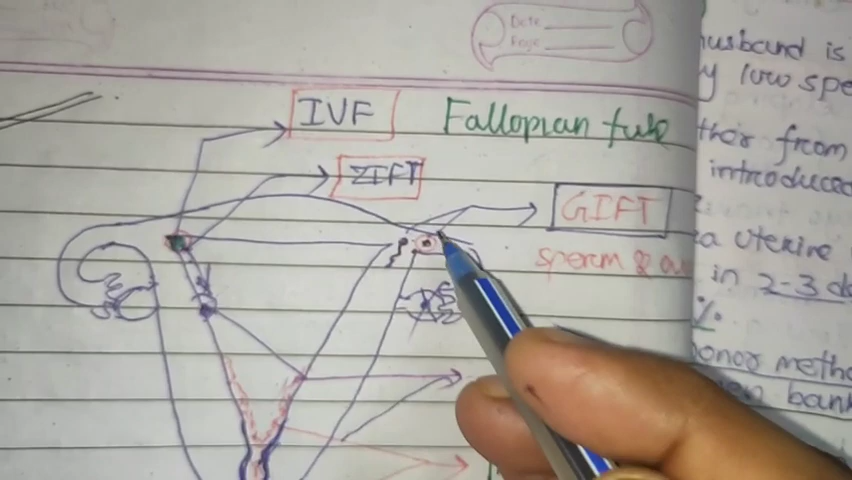 Date
Page
IVF
Fallopian tube
ZIFT
GIFT
sperm &
husband is
low spe
from
introduced
a uterine
in 2-3 da
%.
donor metho
bank